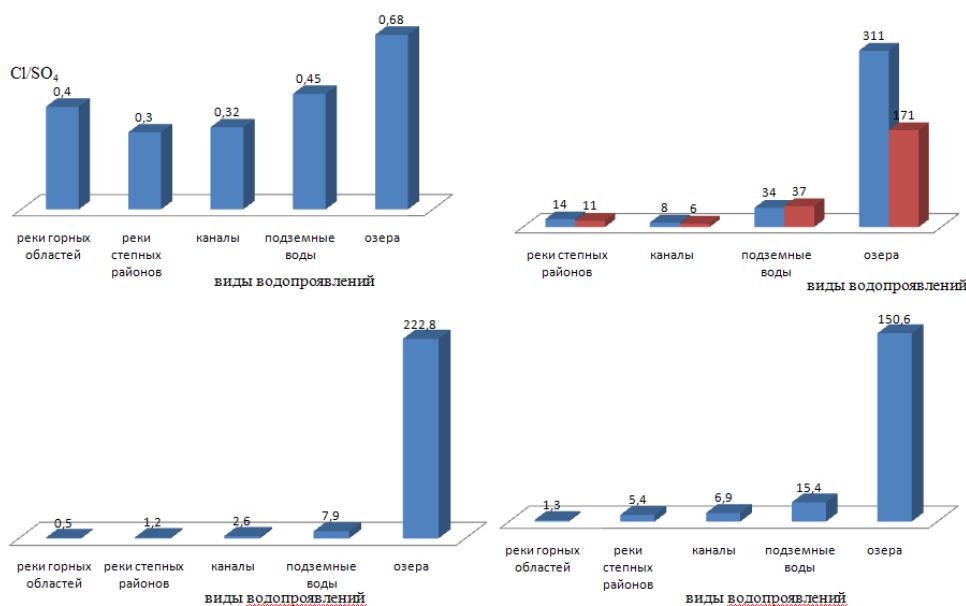 Cl/SO₄
0,4
0,3
0,32
0,45
0,68
реки горных областей
реки степных районов
каналы
подземные воды
озера
виды водопроявлений
14
11
8
6
34
37
311
171
реки степных районов
каналы
подземные воды
озера
виды водопроявлений
0,5
1,2
2,6
7,9
222,8
реки горных областей
реки степных районов
каналы
подземные воды
озера
виды водопроявлений
1,3
5,4
6,9
15,4
150,6
реки горных областей
реки степных районов
каналы
подземные воды
озера
виды водопроявлений